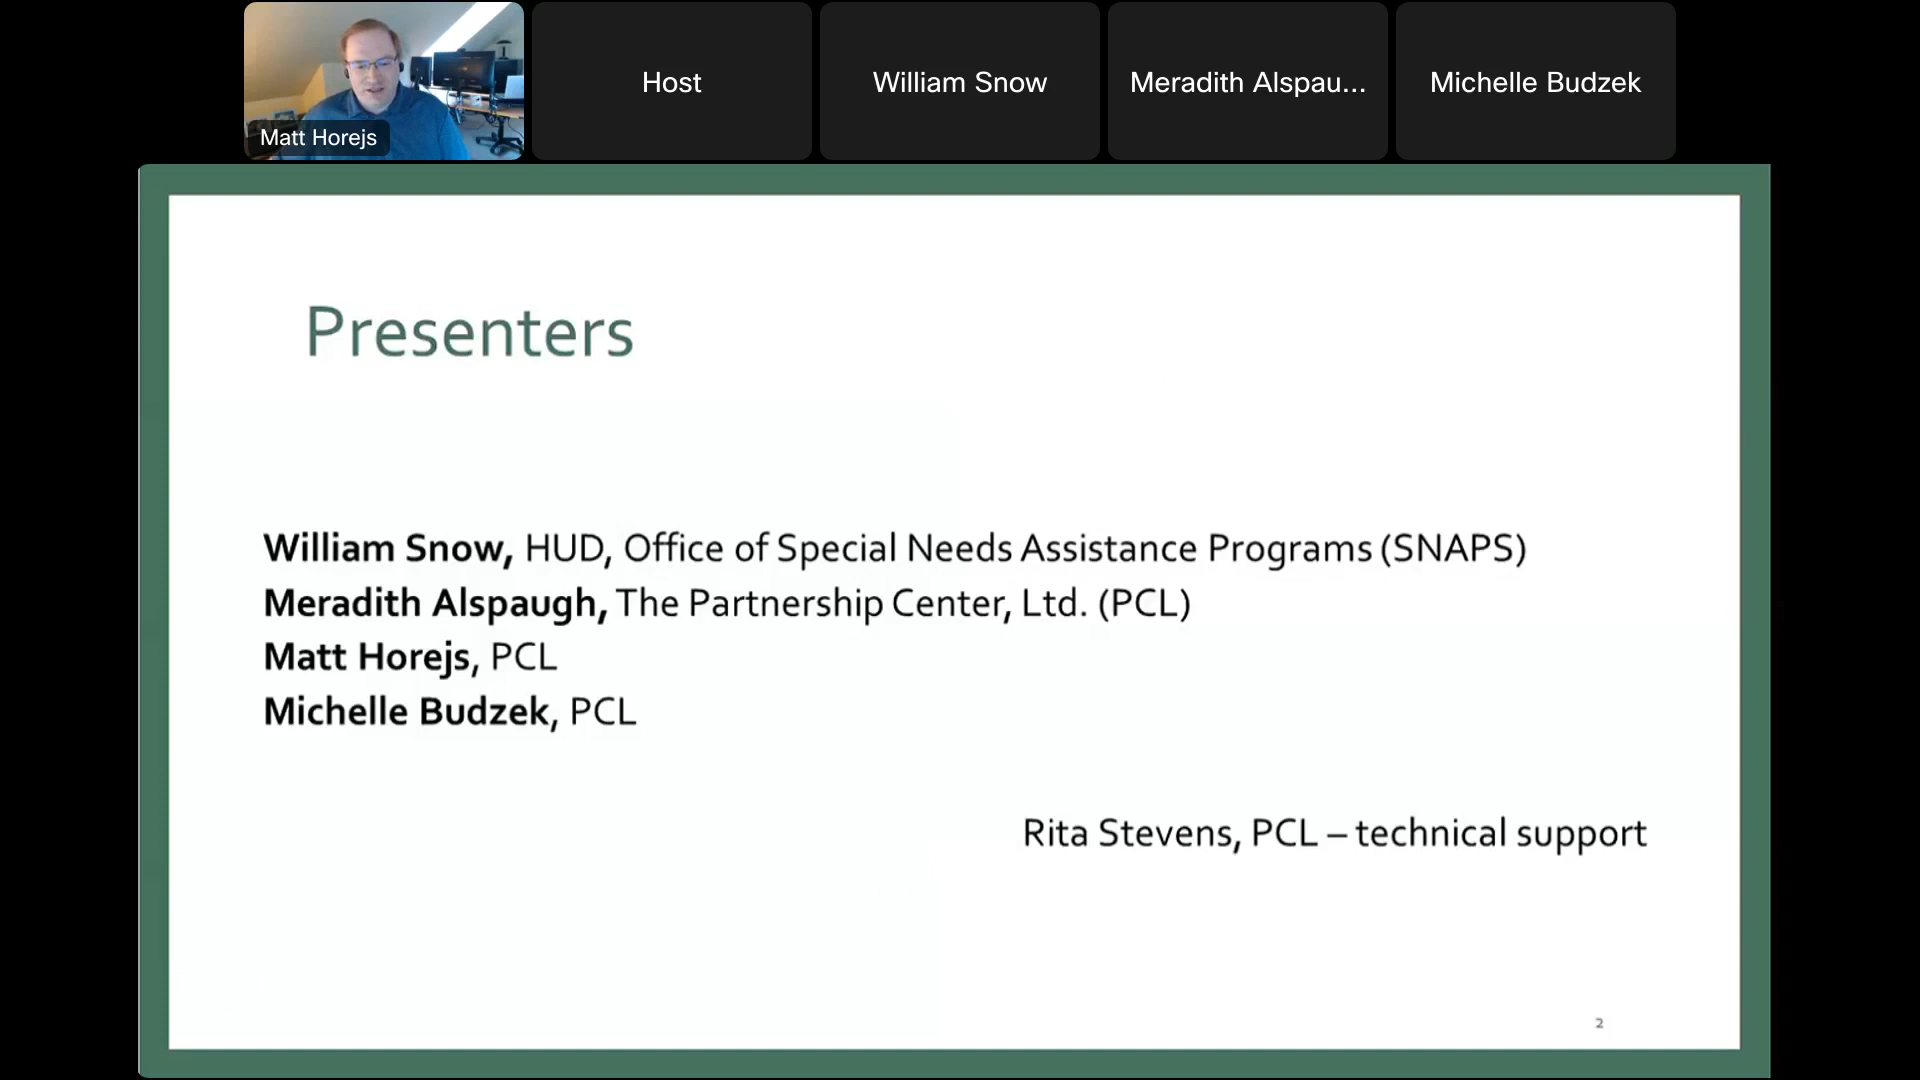 Matt Horejs
Host
William Snow
Meradith Alspau...
Michelle Budzek
Presenters
William Snow, HUD, Office of Special Needs Assistance Programs (SNAPS)
Meradith Alspaugh, The Partnership Center, Ltd. (PCL)
Matt Horejs, PCL
Michelle Budzek, PCL
Rita Stevens, PCL – technical support
2